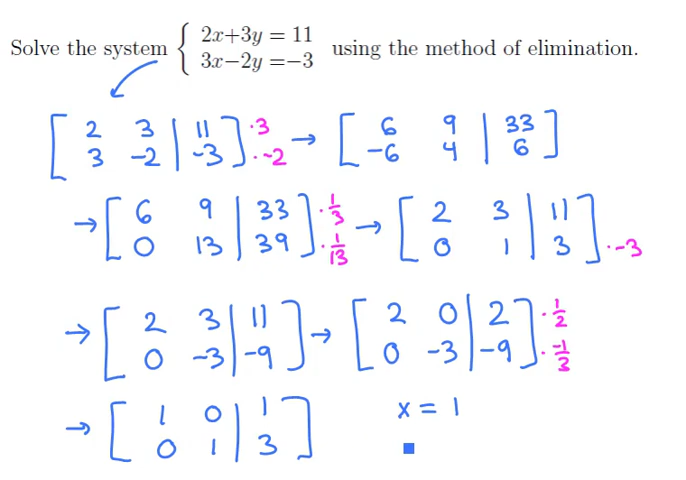 Solve the system { 2x+3y = 11 using the method of elimination.
3x−2y =−3
[ 2 3 | 11 ] ·3 → [ 6 9 | 33 ]
[ 3 -2 | -3 ] ·-2 [ -6 4 | 6 ]
→ [ 6 9 | 33 ] ·1/3 → [ 2 3 | 11 ]
[ 0 13 | 39 ] ·1/13 [ 0 1 | 3 ] ·-3
→ [ 2 3 | 11 ] → [ 2 0 | 2 ] ·1/2
[ 0 -3 | -9 ] [ 0 -3 | -9 ] ·-1/3
→ [ 1 0 | 1 ] x = 1
[ 0 1 | 3 ]